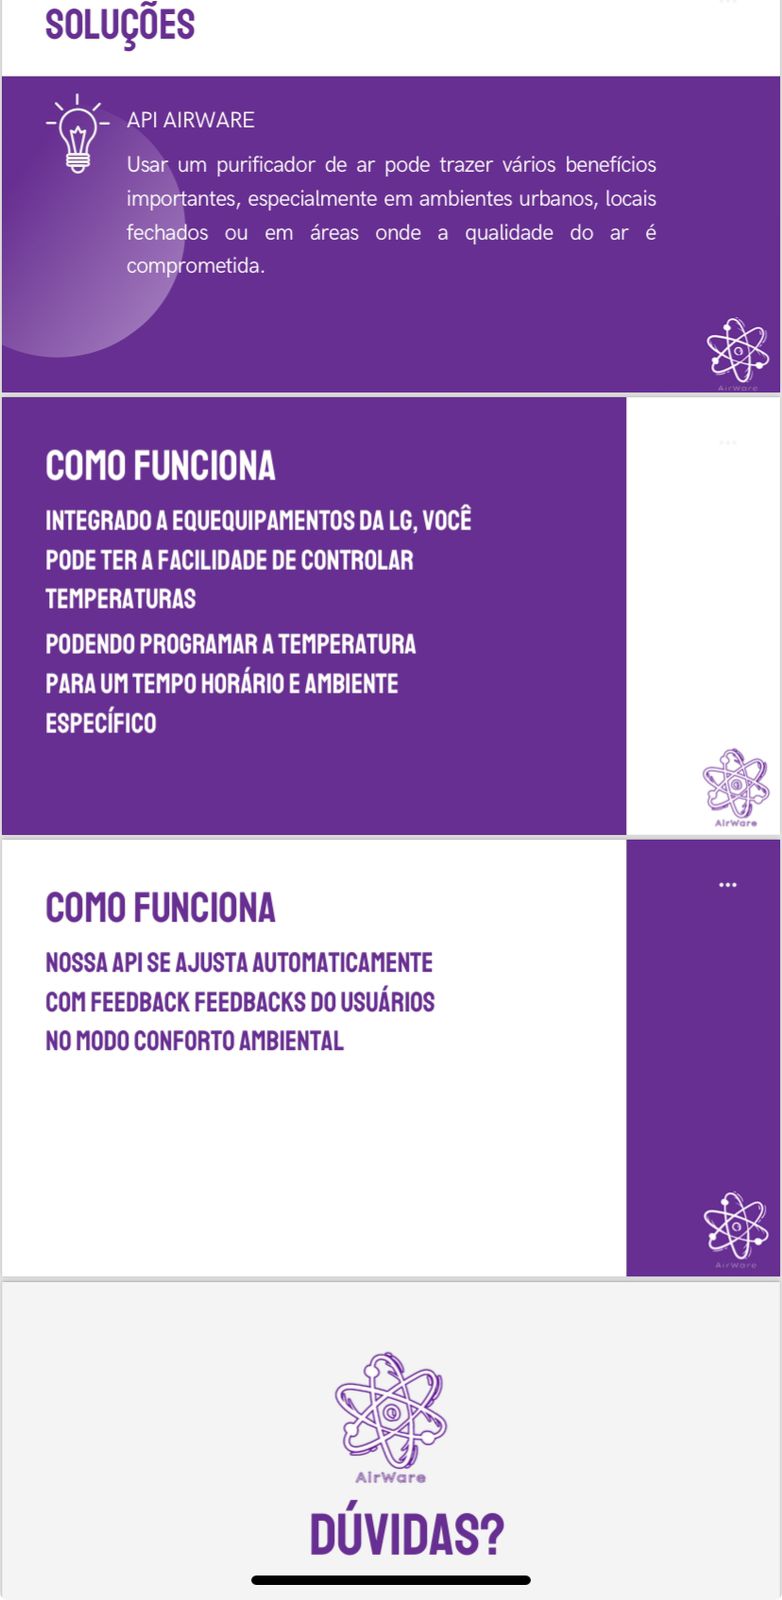 SOLUÇÕES
API AIRWARE
Usar um purificador de ar pode trazer vários benefícios
importantes, especialmente em ambientes urbanos, locais
fechados ou em áreas onde a qualidade do ar é
comprometida.
AirWare
COMO FUNCIONA
INTEGRADO A EQUEQUIPAMENTOS DA LG, VOCÊ
PODE TER A FACILIDADE DE CONTROLAR
TEMPERATURAS
PODENDO PROGRAMAR A TEMPERATURA
PARA UM TEMPO HORÁRIO E AMBIENTE
ESPECÍFICO
AirWare
COMO FUNCIONA
NOSSA API SE AJUSTA AUTOMATICAMENTE
COM FEEDBACK FEEDBACKS DO USUÁRIOS
NO MODO CONFORTO AMBIENTAL
AirWare
AirWare
DÚVIDAS?